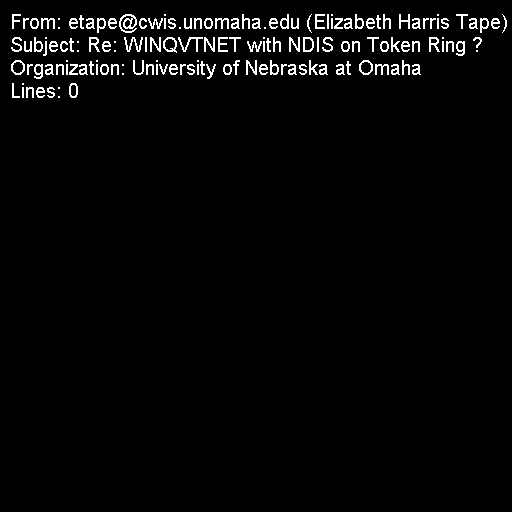 From: etape@cwis.unomaha.edu (Elizabeth Harris Tape)
Subject: Re: WINQVTNET with NDIS on Token Ring ?
Organization: University of Nebraska at Omaha
Lines: 0